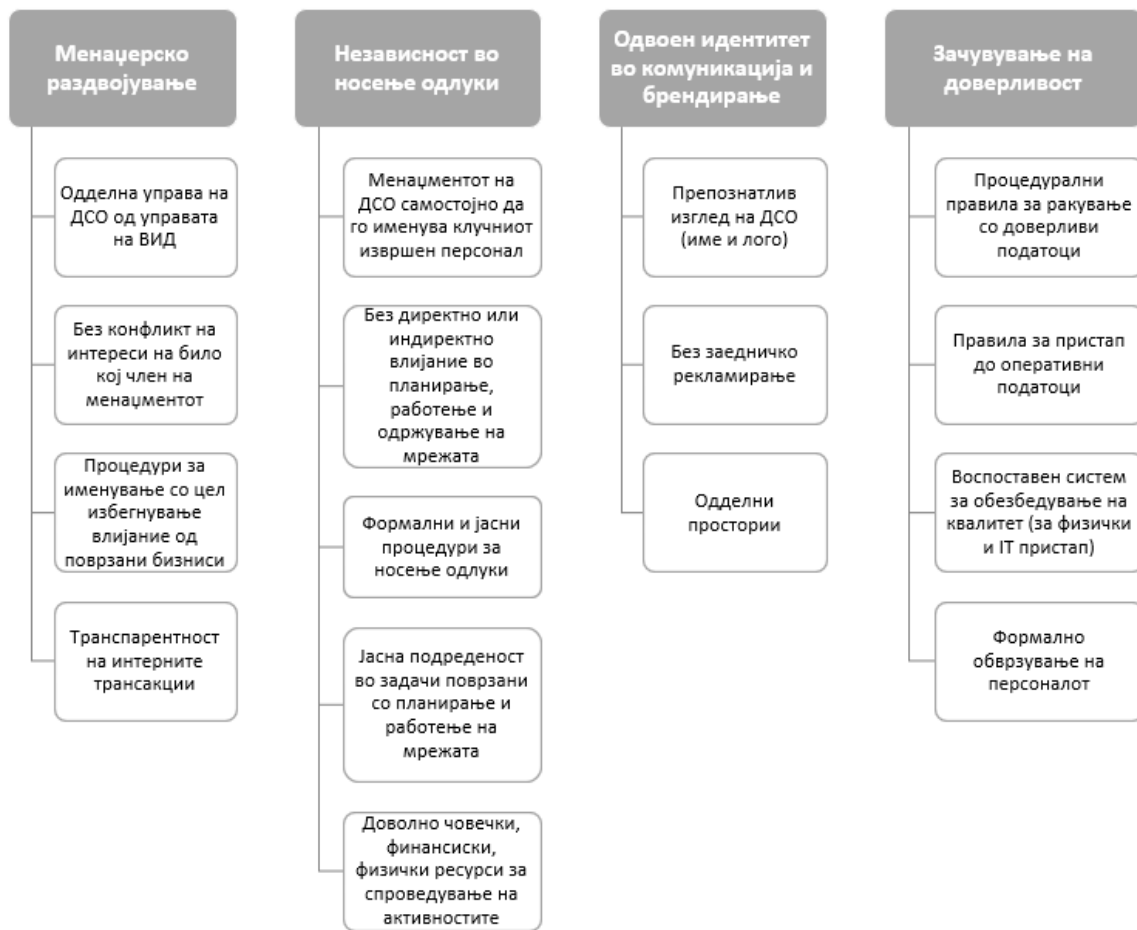 Менаџерско
раздвојување
Одделна управа на
ДСО од управата
на ВИД
Без конфликт на
интереси на било
кој член на
менаџментот
Процедури за
именување со цел
избегнување
влијание од
поврзани бизниси
Транспарентност
на интерните
трансакции
Независност во
носење одлуки
Менаџментот на
ДСО самостојно да
го именува клучниот
извршен персонал
Без директно или
индиректно
влијание во
планирање,
работење и
одржување на
мрежата
Формални и јасни
процедури за
носење одлуки
Јасна подреденост
во задачи поврзани
со планирање и
работење на
мрежата
Доволно човечки,
финансиски,
физички ресурси за
спроведување на
активностите
Одвоен идентитет
во комуникација и
брендирање
Препознатлив
изглед на ДСО
(име и лого)
Без заедничко
рекламирање
Одделни
простории
Зачувување на
доверливост
Процедурални
правила за ракување
со доверливи
податоци
Правила за пристап
до оперативни
податоци
Воспоставен систем
за обезбедување на
квалитет (за физички
и IT пристап)
Формално
обврзување на
персоналот